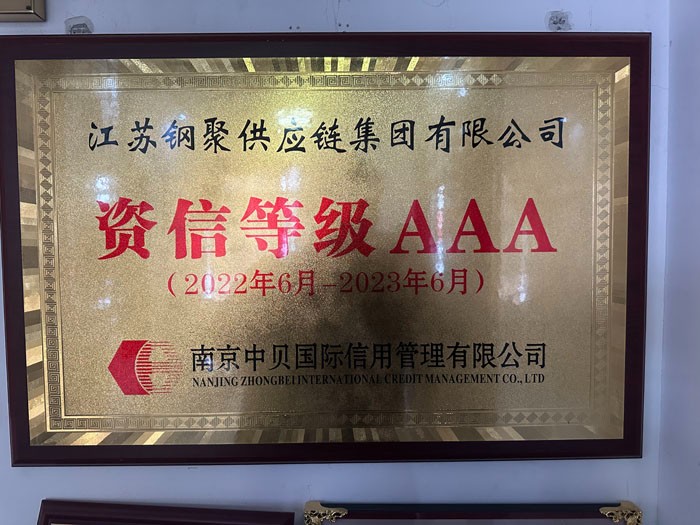 江苏钢聚供应链集团有限公司
资信等级AAA
（2022年6月-2023年6月）
南京中贝国际信用管理有限公司
NANJING ZHONGBEI INTERNATIONAL CREDIT MANAGEMENT CO., LTD